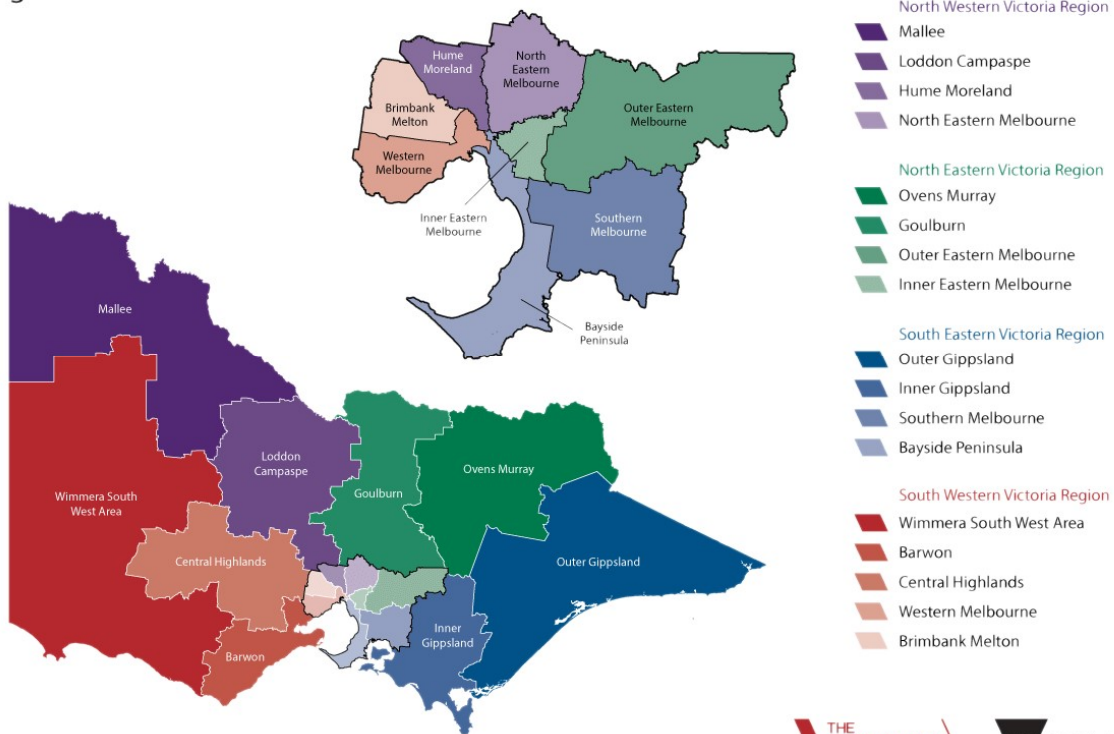 North Western Victoria Region
Mallee
Loddon Campaspe
Hume Moreland
North Eastern Melbourne
North Eastern Victoria Region
Ovens Murray
Goulburn
Outer Eastern Melbourne
Inner Eastern Melbourne
South Eastern Victoria Region
Outer Gippsland
Inner Gippsland
Southern Melbourne
Bayside Peninsula
South Western Victoria Region
Wimmera South West Area
Barwon
Central Highlands
Western Melbourne
Brimbank Melton
Hume
Moreland
North
Eastern
Melbourne
Brimbank
Melton
Outer Eastern
Melbourne
Western
Melbourne
Inner Eastern
Melbourne
Southern
Melbourne
Bayside
Peninsula
Mallee
Loddon
Campaspe
Goulburn
Ovens Murray
Wimmera South
West Area
Central Highlands
Outer Gippsland
Inner
Gippsland
Barwon
THE